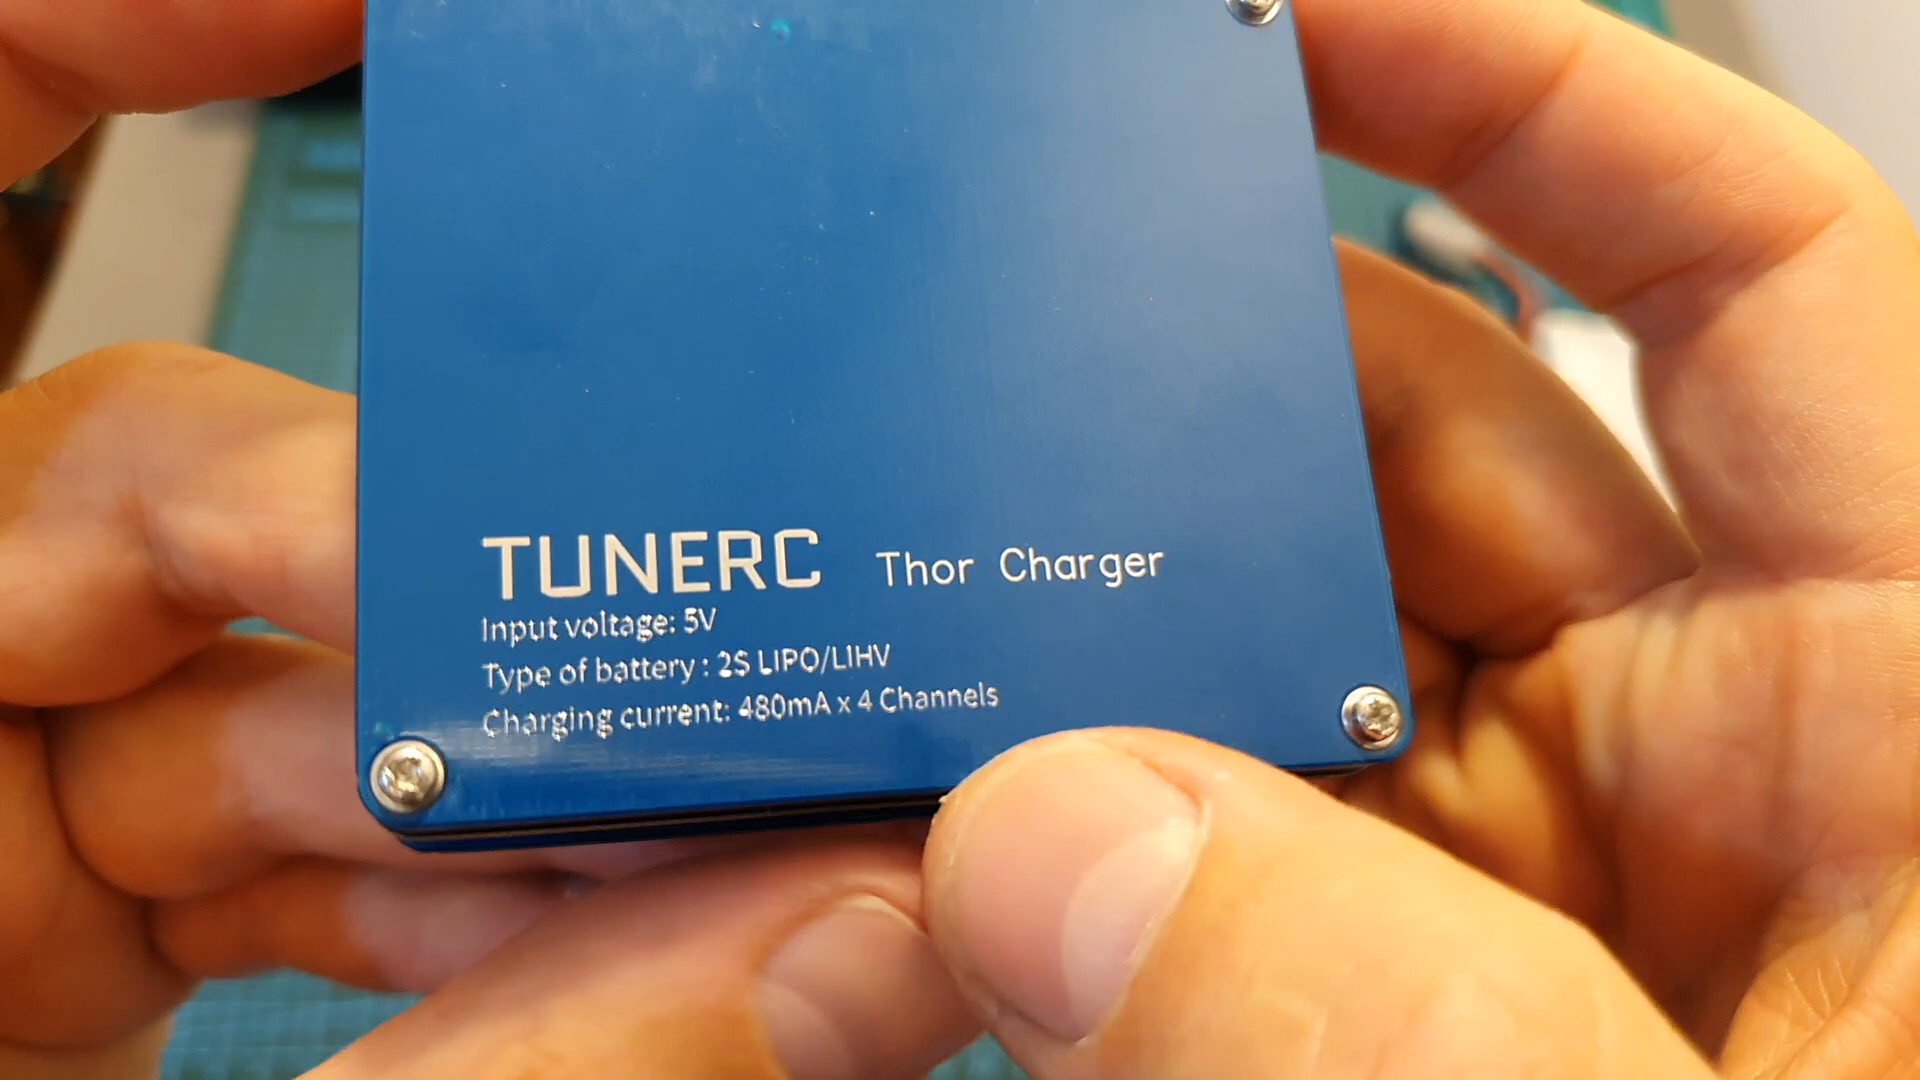 TUNERC Thor Charger
Input voltage: 5V
Type of battery : 2S LIPO/LIHV
Charging current: 480mA x 4 Channels